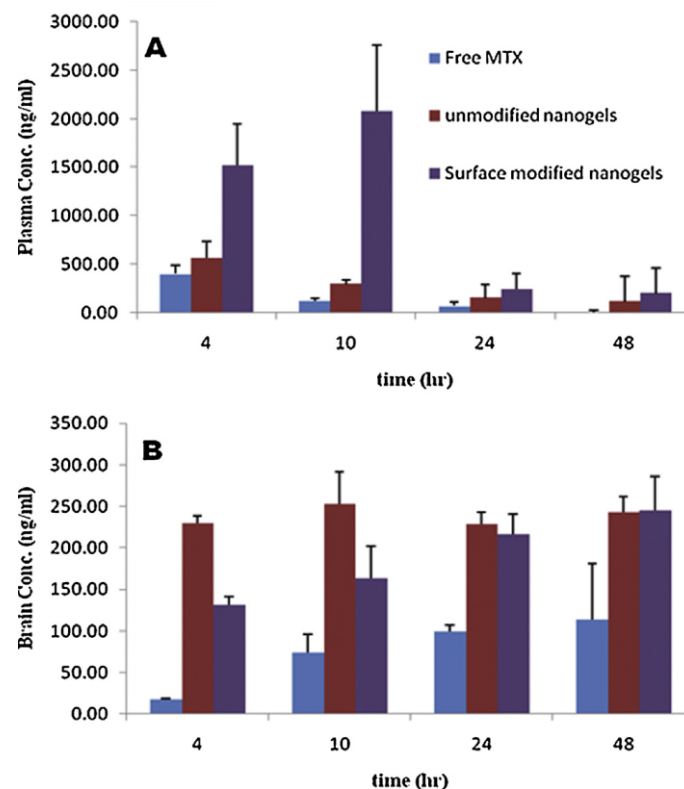 A
Plasma Conc. (ng/ml)
3000.00
2500.00
2000.00
1500.00
1000.00
500.00
0.00
Free MTX
unmodified nanogels
Surface modified nanogels
4 10 24 48
time (hr)
B
Brain Conc. (ng/ml)
350.00
300.00
250.00
200.00
150.00
100.00
50.00
0.00
4 10 24 48
time (hr)